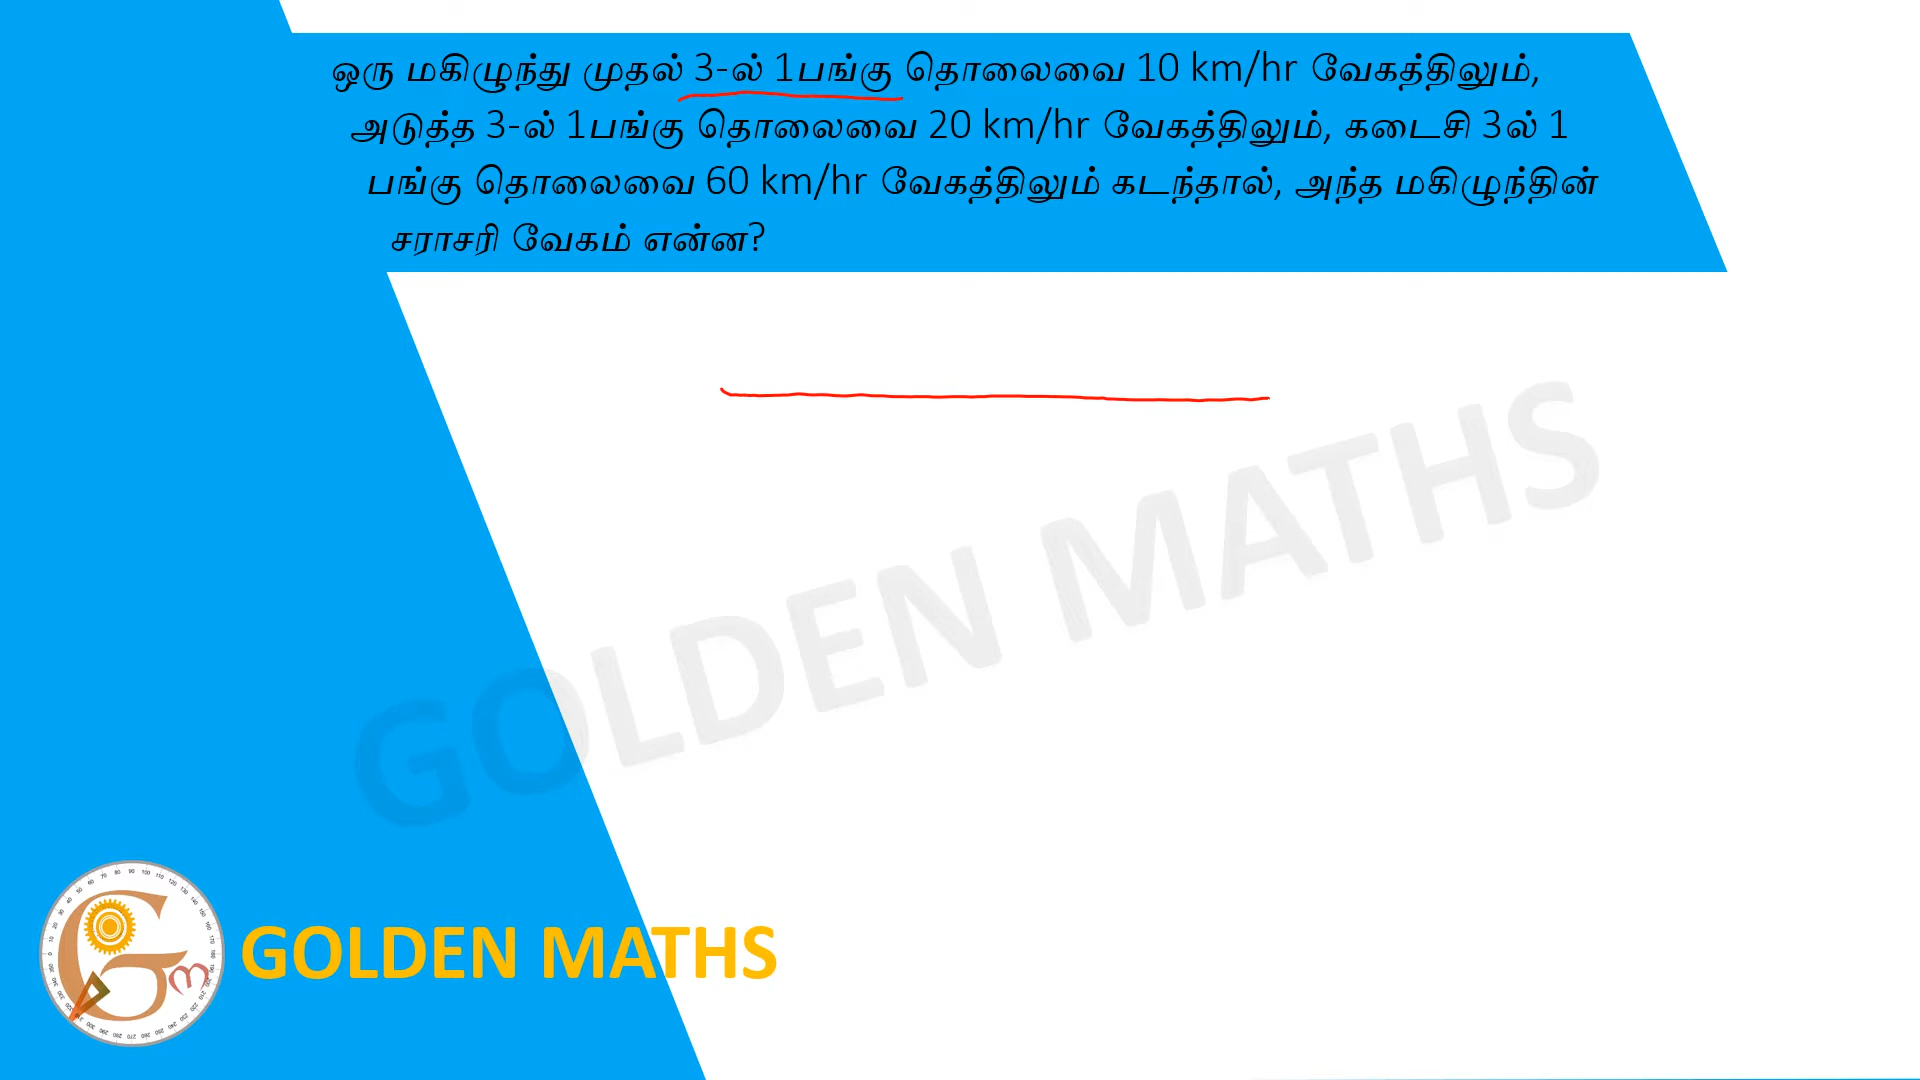 ஒரு மகிழுந்து முதல் 3-ல் 1பங்கு தொலைவை 10 km/hr வேகத்திலும்,
அடுத்த 3-ல் 1பங்கு தொலைவை 20 km/hr வேகத்திலும், கடைசி 3ல் 1
பங்கு தொலைவை 60 km/hr வேகத்திலும் கடந்தால், அந்த மகிழுந்தின்
சராசரி வேகம் என்ன?
GOLDEN MATHS
GOLDEN MATHS